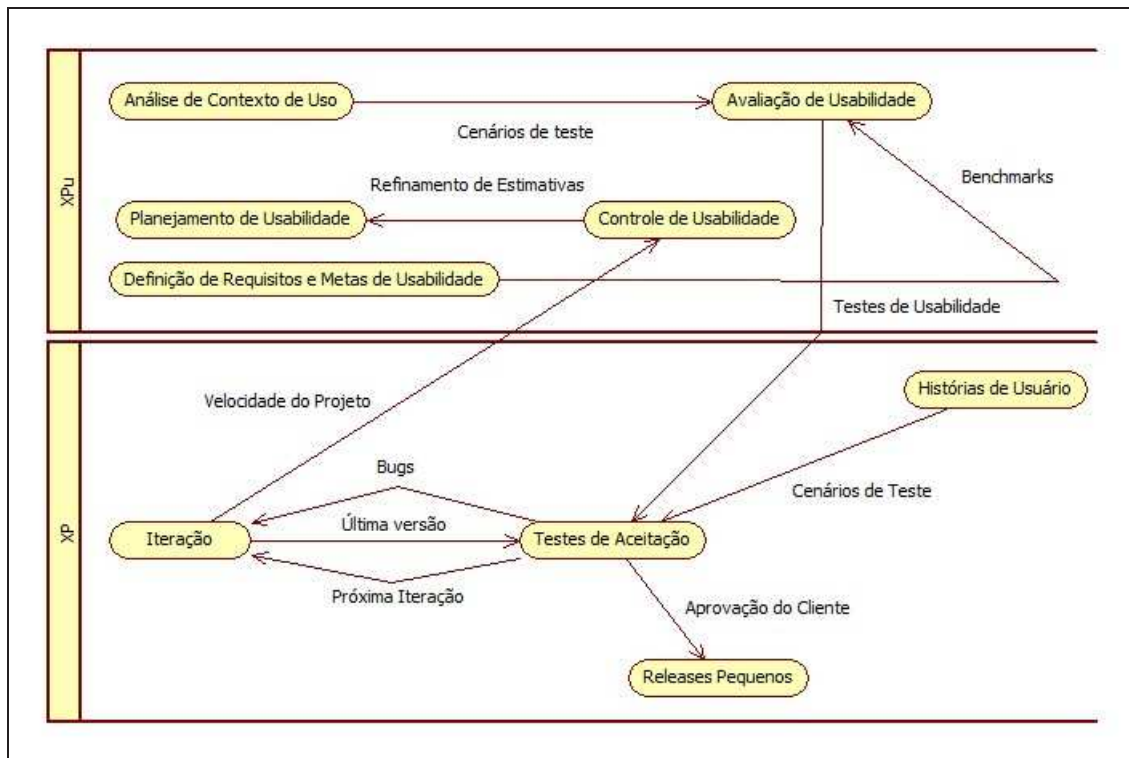 XPu
Análise de Contexto de Uso
Avaliação de Usabilidade
Cenários de teste
Benchmarks
Refinamento de Estimativas
Planejamento de Usabilidade
Controle de Usabilidade
Definição de Requisitos e Metas de Usabilidade
Testes de Usabilidade
XP
Histórias de Usuário
Velocidade do Projeto
Bugs
Cenários de Teste
Última versão
Iteração
Testes de Aceitação
Próxima Iteração
Aprovação do Cliente
Releases Pequenos